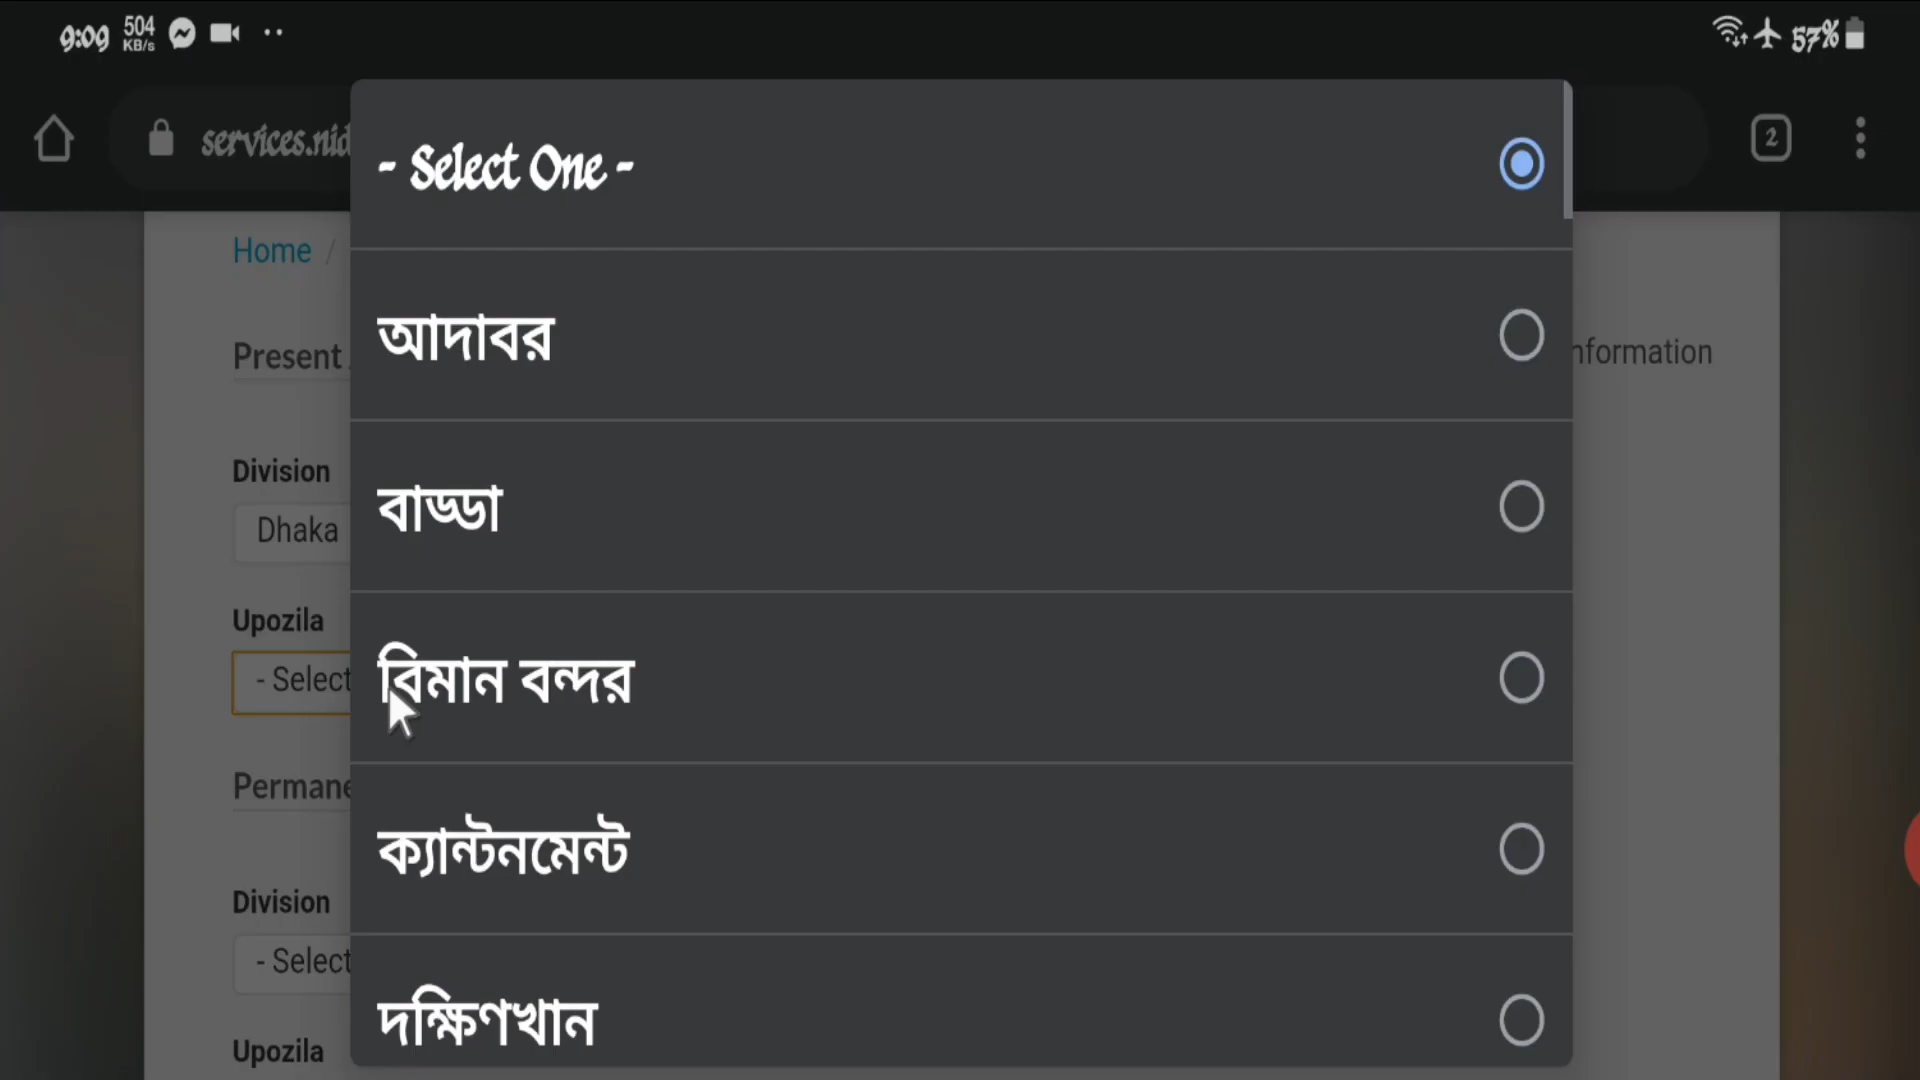 9:09 504 KB/s 57%
services.nid
2
- Select One -
Home /
আদাবর
Present
nformation
Division
বাড্ডা
Dhaka
Upozila
- Select
বিমান বন্দর
Permane
ক্যান্টনমেন্ট
Division
- Select
দক্ষিণখান
Upozila